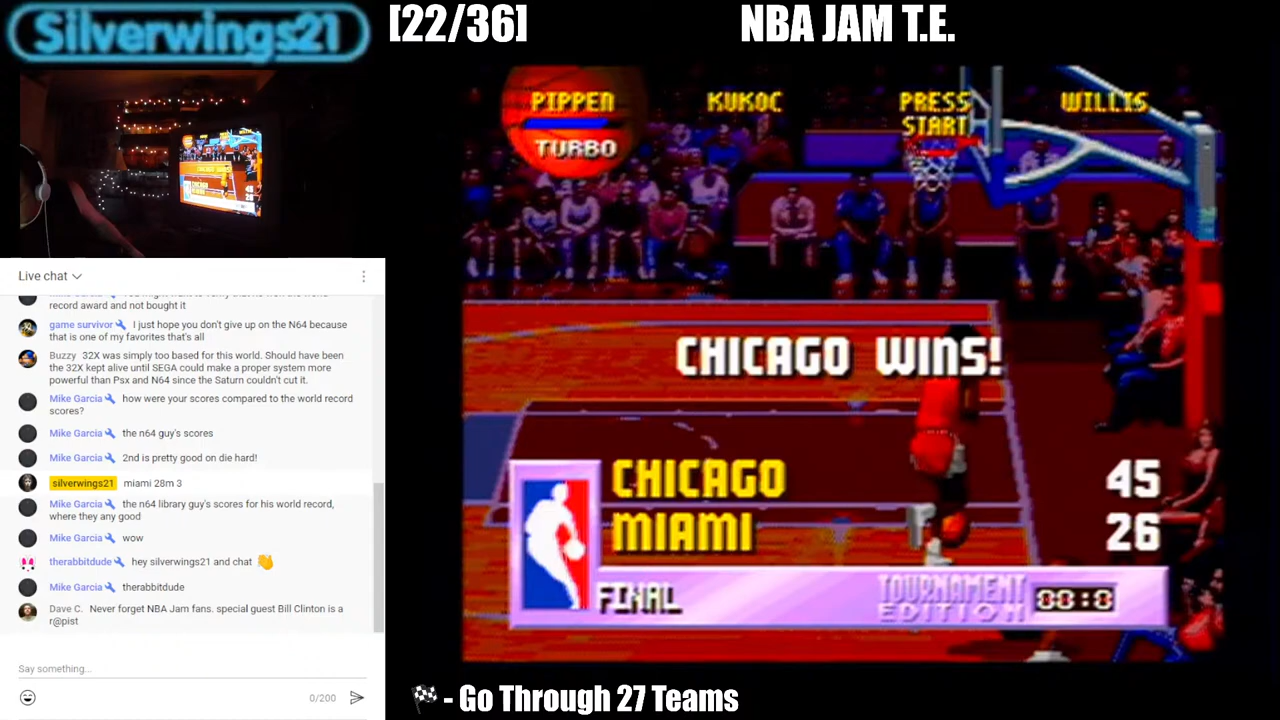 Silverwings21
[22/36]
NBA JAM T.E.
PIPPEN
TURBO
KUKOC
PRESS
START
WILLIS
CHICAGO WINS!
CHICAGO 45
MIAMI 26
FINAL
TOURNAMENT
EDITION
00:0
Live chat
record award and not bought it
game survivor I just hope you don't give up on the N64 because
that is one of my favorites that's all
Buzzy 32X was simply too based for this world. Should have been
the 32X kept alive until SEGA could make a proper system more
powerful than Psx and N64 since the Saturn couldn't cut it.
Mike Garcia how were your scores compared to the world record
scores?
Mike Garcia the n64 guy's scores
Mike Garcia 2nd is pretty good on die hard!
silverwings21 miami 28m 3
Mike Garcia the n64 library guy's scores for his world record,
where they any good
Mike Garcia wow
therabbitdude hey silverwings21 and chat 👋
Mike Garcia therabbitdude
Dave C. Never forget NBA Jam fans. special guest Bill Clinton is a
r@pist
Say something...
0/200
- Go Through 27 Teams